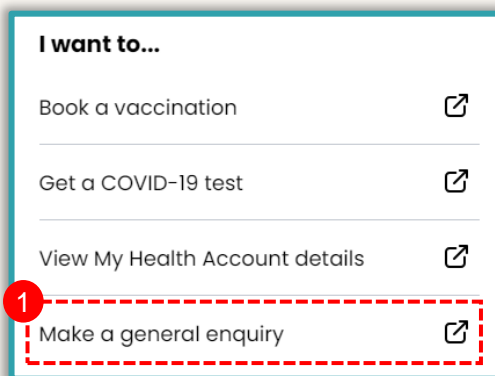 I want to...
Book a vaccination
Get a COVID-19 test
View My Health Account details
1
Make a general enquiry